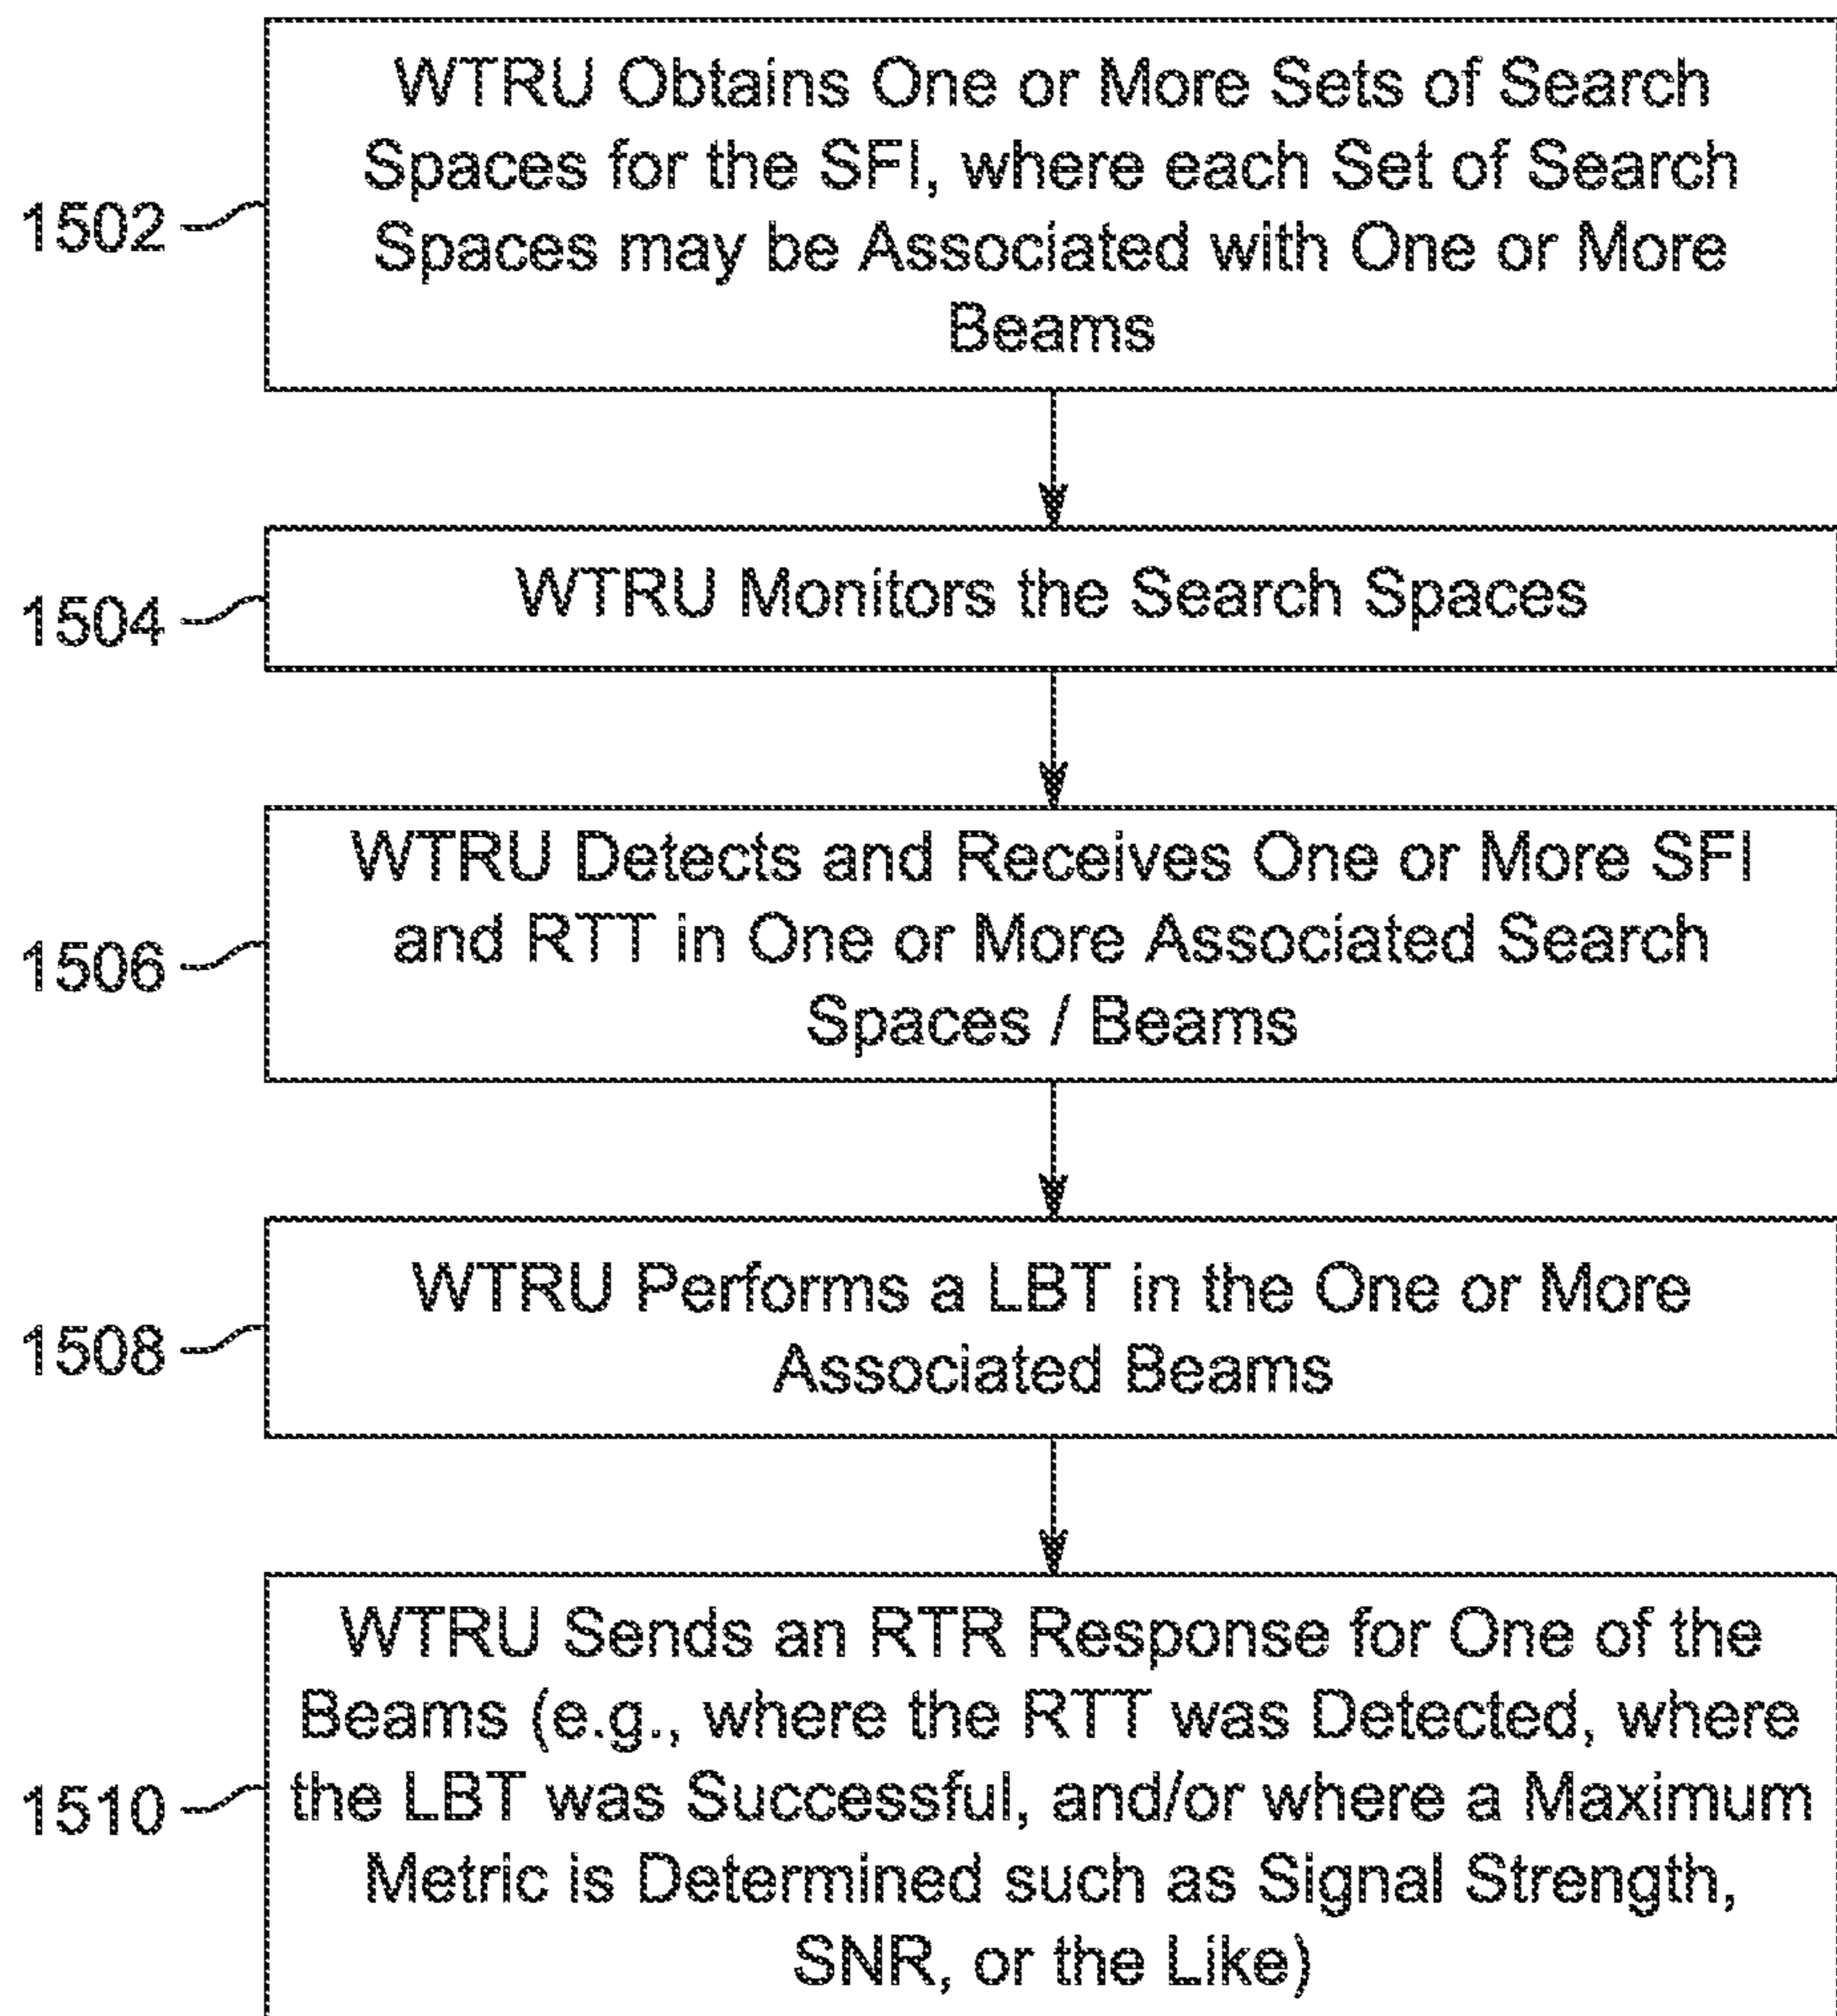 WTRU Obtains One or More Sets of Search
Spaces for the SFI, where each Set of Search
Spaces may be Associated with One or More
Beams
1502
WTRU Monitors the Search Spaces
1504
WTRU Detects and Receives One or More SFI
and RTT in One or More Associated Search
Spaces / Beams
1506
WTRU Performs a LBT in the One or More
Associated Beams
1508
WTRU Sends an RTR Response for One of the
Beams (e.g., where the RTT was Detected, where
the LBT was Successful, and/or where a Maximum
Metric is Determined such as Signal Strength,
SNR, or the Like)
1510